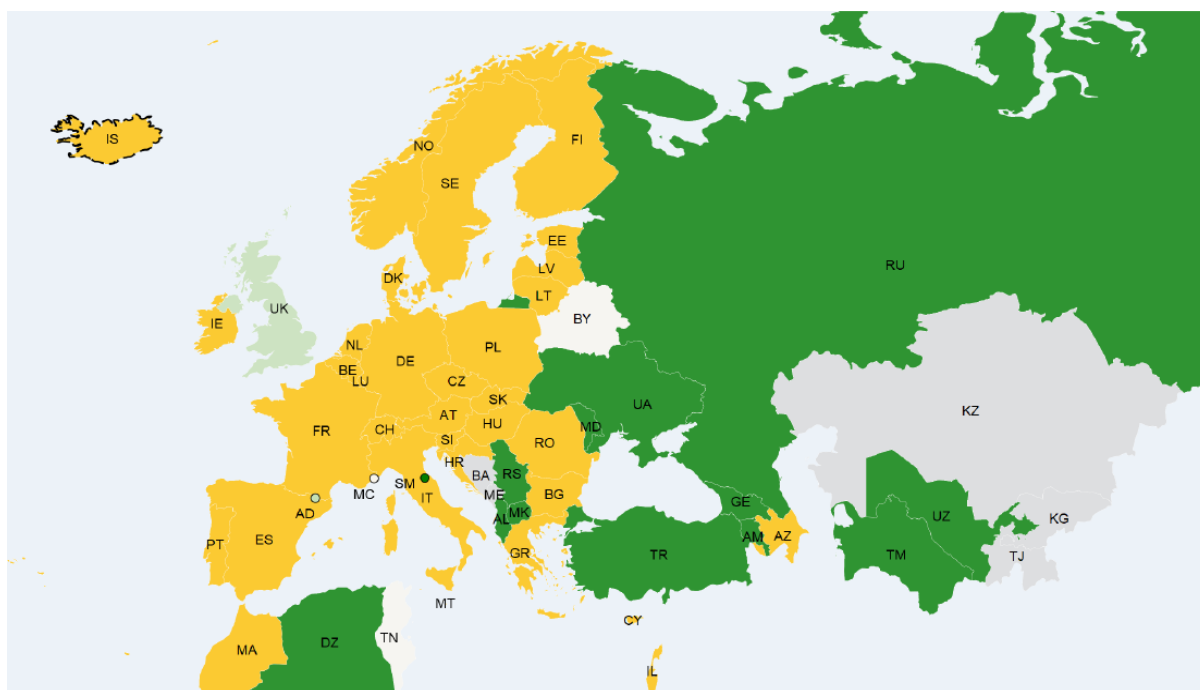 IS
NO
FI
SE
EE
RU
LV
DK
LT
UK
BY
IE
NL
PL
DE
BE
LU
CZ
SK
UA
KZ
AT
FR
HU
MD
CH
SI
RO
HR
BA
RS
MC
SM
ME
IT
BG
GE
AD
MK
UZ
KG
AL
AM
AZ
PT
ES
GR
TR
TM
TJ
MT
CY
TN
DZ
MA
IL